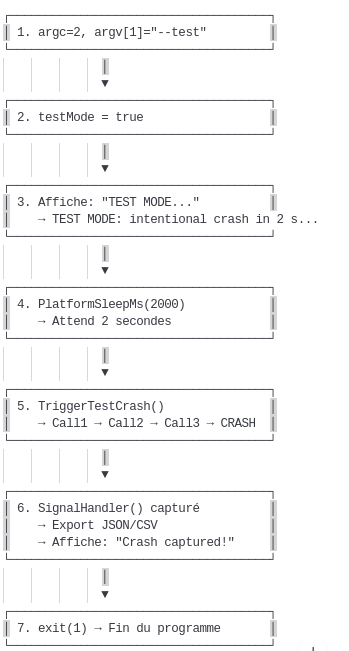 1. argc=2, argv[1]="--test"
2. testMode = true
3. Affiche: "TEST MODE..."
→ TEST MODE: intentional crash in 2 s...
4. PlatformSleepMs(2000)
→ Attend 2 secondes
5. TriggerTestCrash()
→ Call1 → Call2 → Call3 → CRASH
6. SignalHandler() capturé
→ Export JSON/CSV
→ Affiche: "Crash captured!"
7. exit(1) → Fin du programme